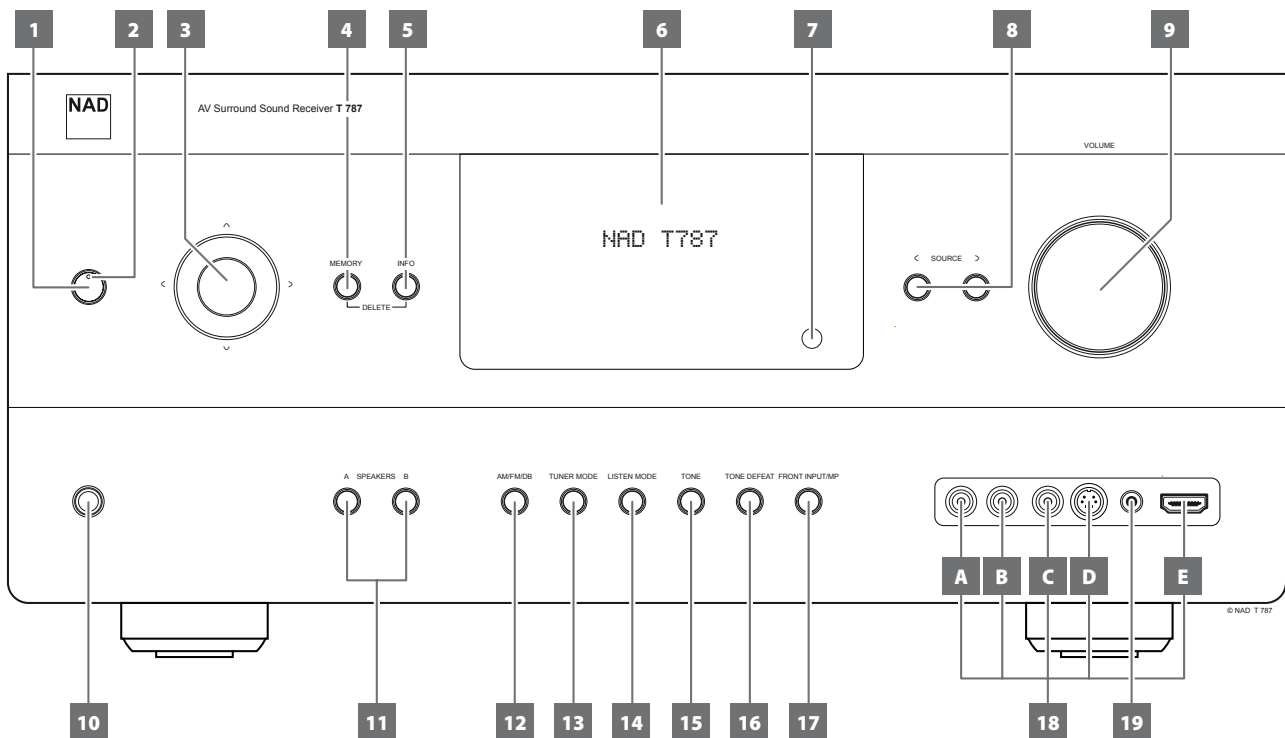 1 2 3 4 5 6 7 8 9
NAD
AV Surround Sound Receiver T 787
VOLUME
NAD T787
< SOURCE >
MEMORY INFO
DELETE
A SPEAKERS B
AM/FM/DB TUNER MODE LISTEN MODE TONE TONE DEFEAT FRONT INPUT/MP
A B C D E
© NAD T 787
10 11 12 13 14 15 16 17 18 19